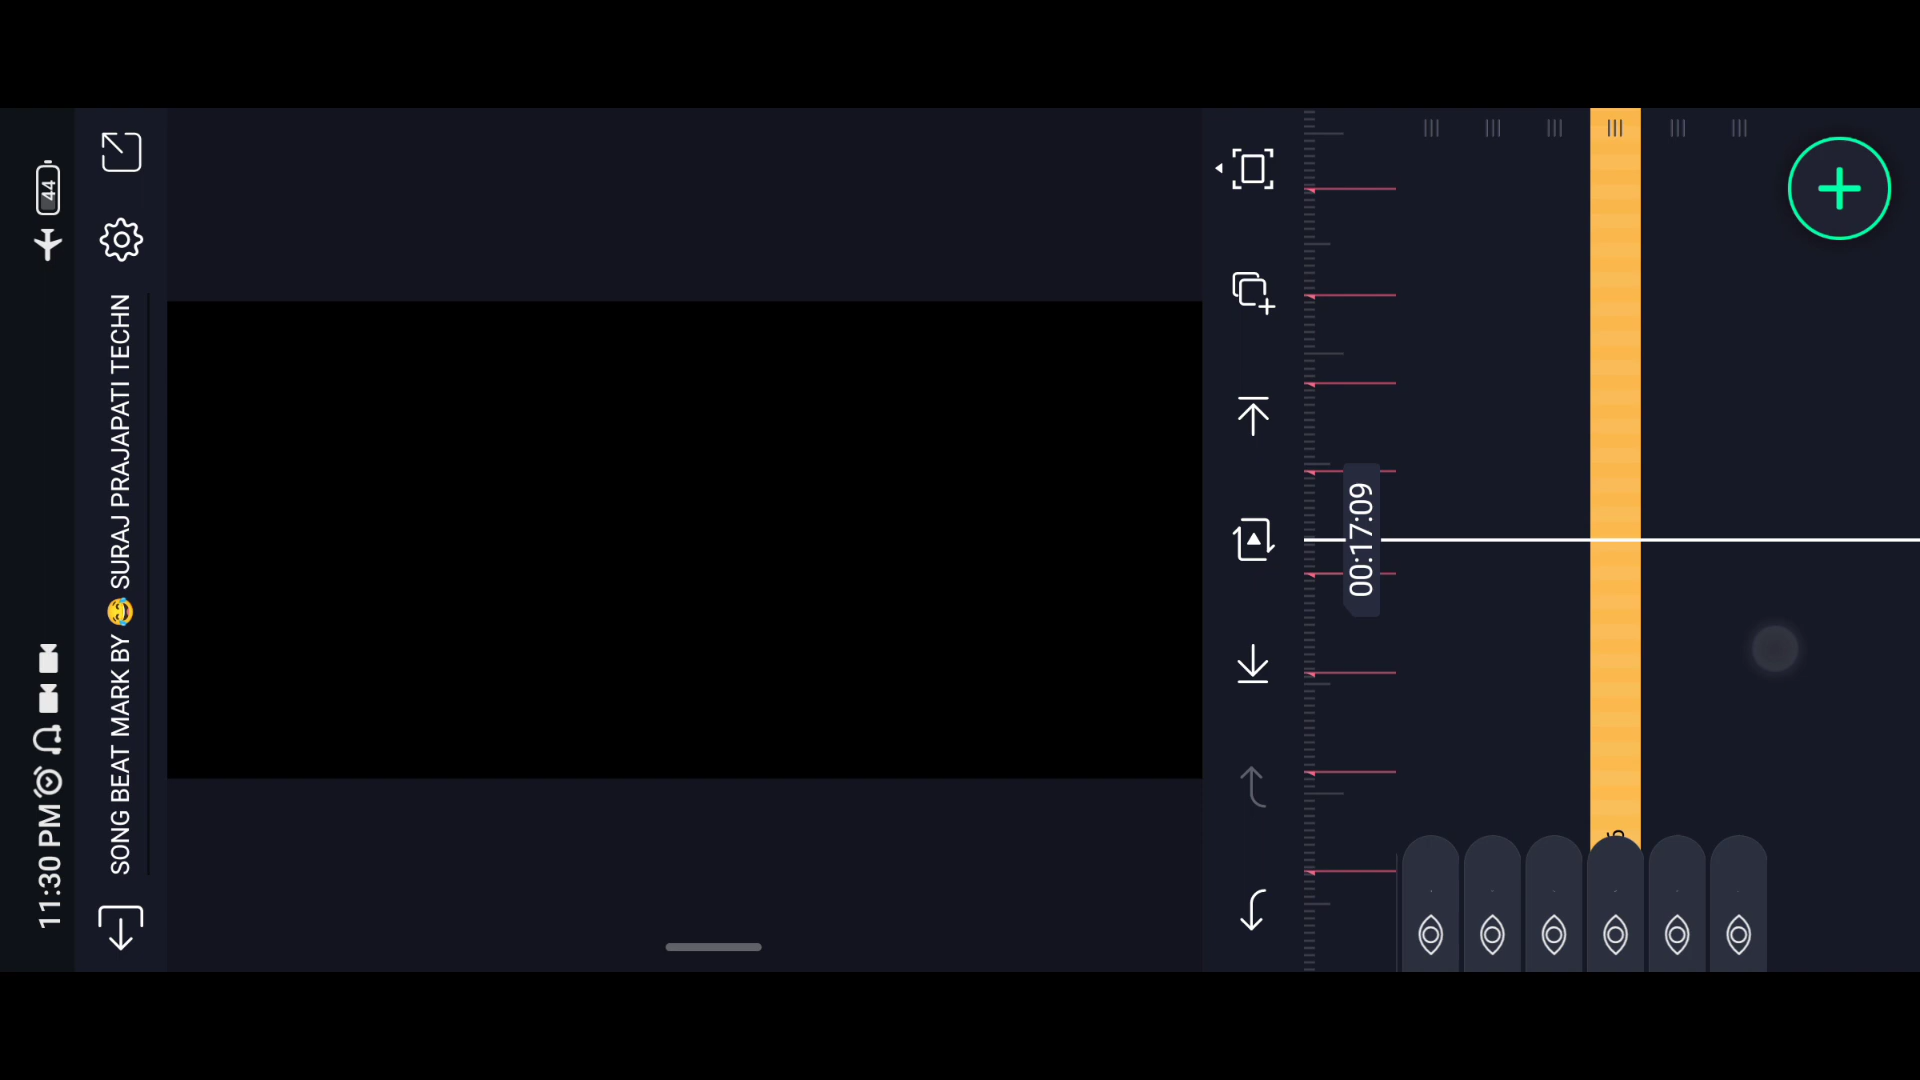 11:30 PM
44
SONG BEAT MARK BY 😂 SURAJ PRAJAPATI TECHN
00:17:09